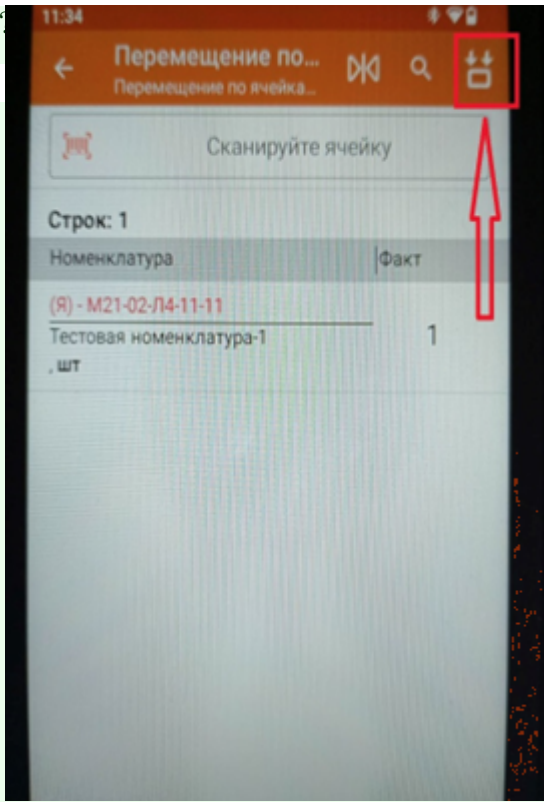 11:34
Перемещение по...
Перемещение по ячейка...
Сканируйте ячейку
Строк: 1
Номенклатура Факт
(Я) - М21-02-Л4-11-11
Тестовая номенклатура-1 1
, шт